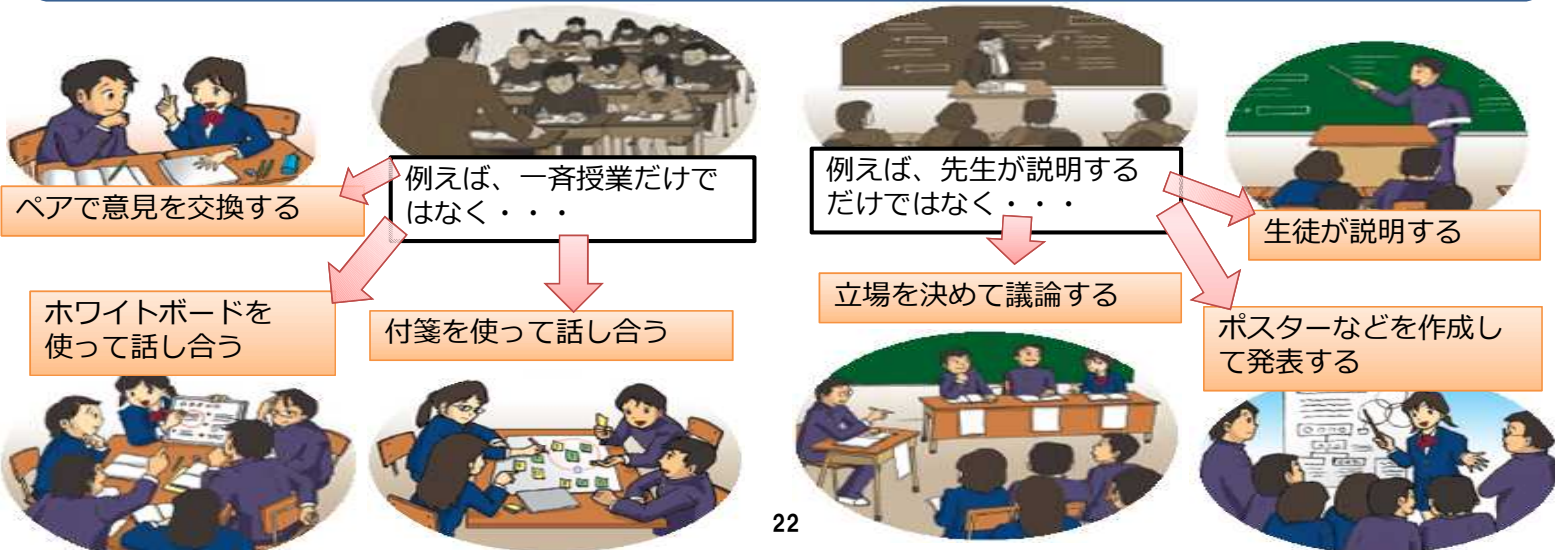 例えば、一斉授業だけで
はなく・・・
ペアで意見を交換する
ホワイトボードを
使って話し合う
付箋を使って話し合う
例えば、先生が説明する
だけではなく・・・
生徒が説明する
立場を決めて議論する
ポスターなどを作成し
て発表する
22